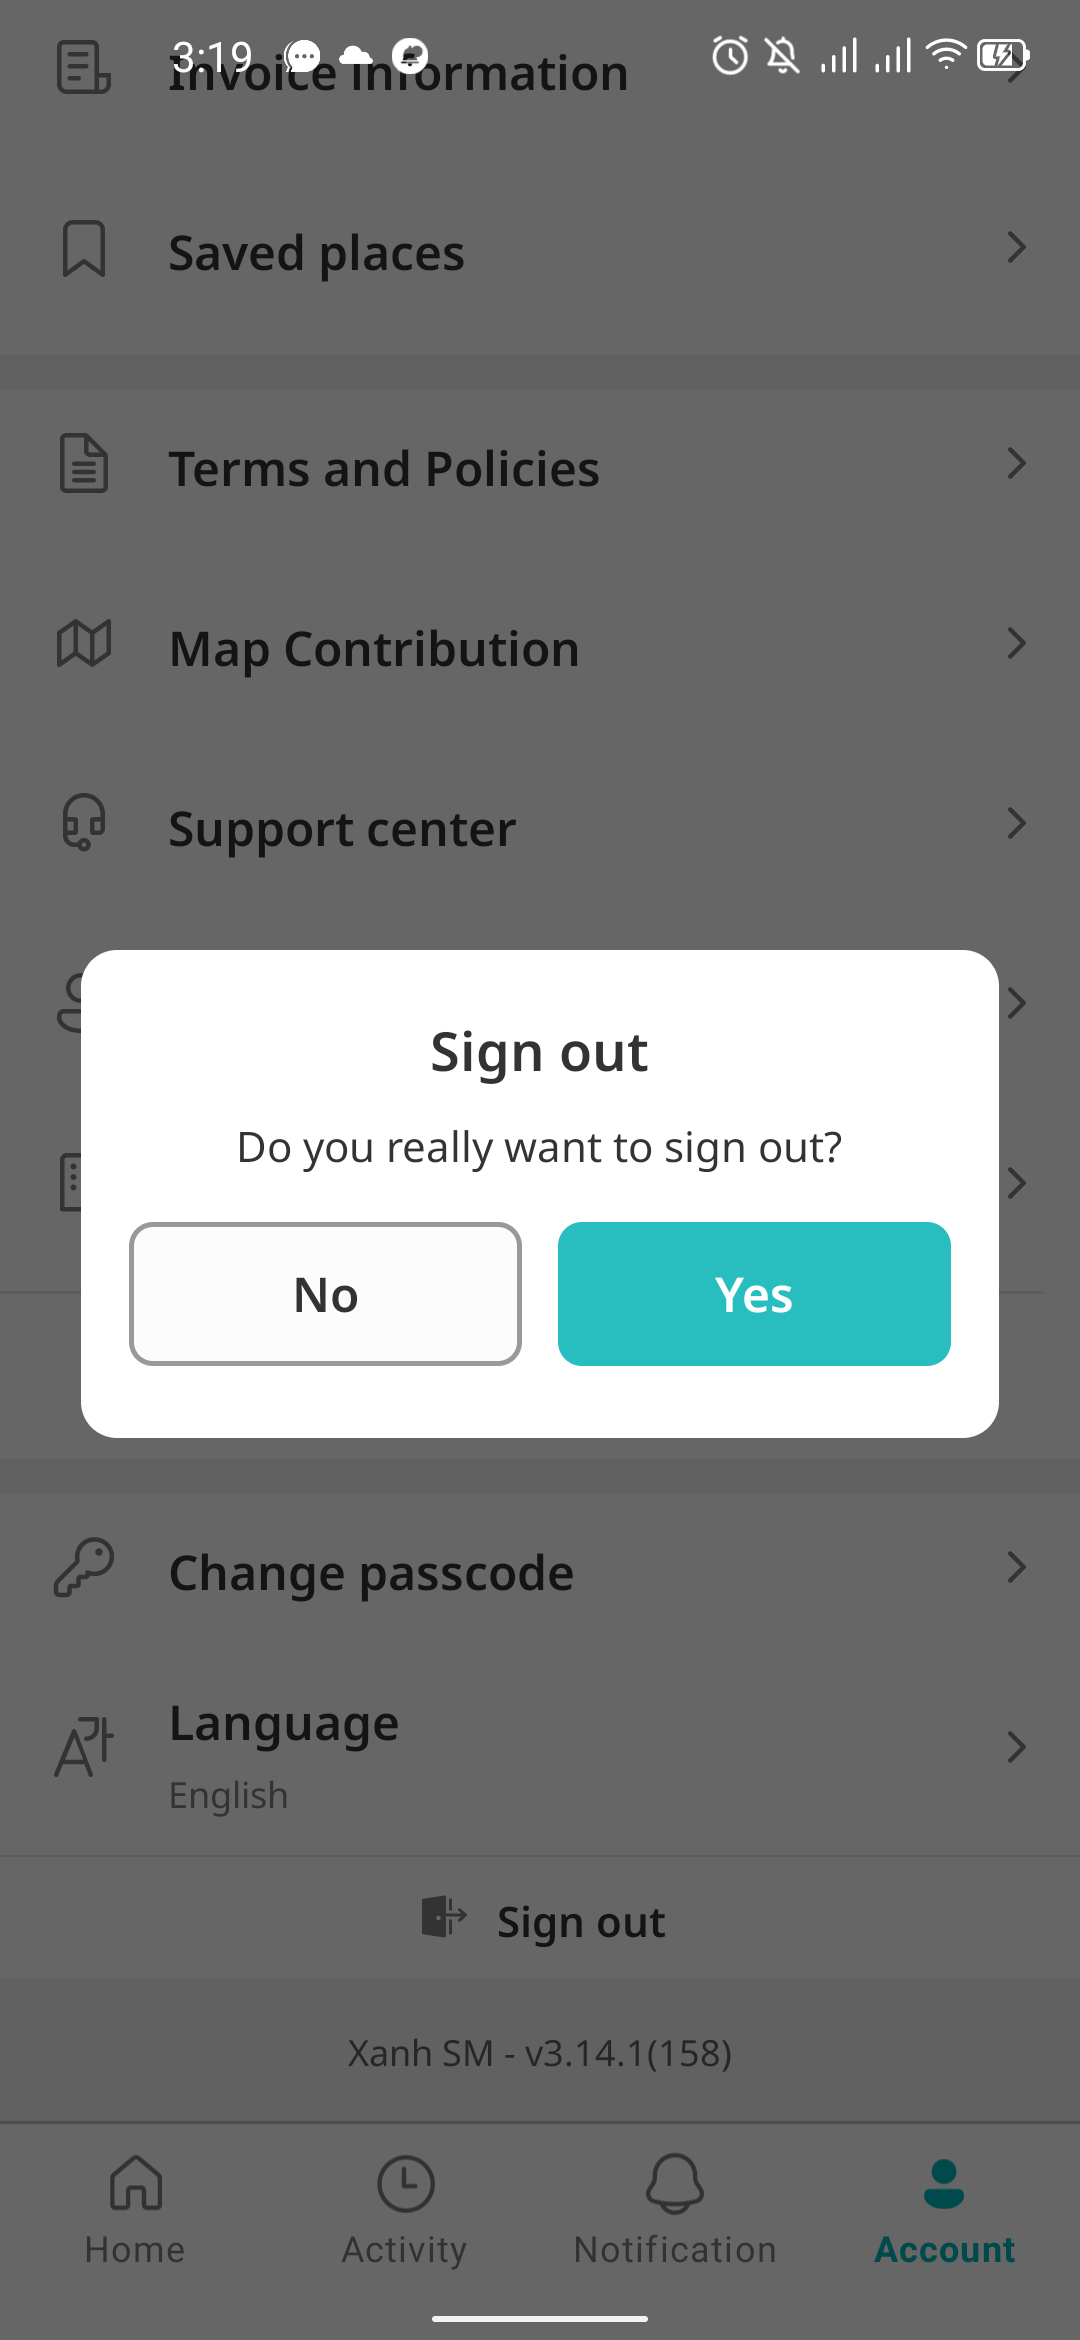 3:19
Invoice Information
Saved places
Terms and Policies
Map Contribution
Support center
Sign out
Do you really want to sign out?
No
Yes
Change passcode
Language
English
Sign out
Xanh SM - v3.14.1(158)
Home
Activity
Notification
Account